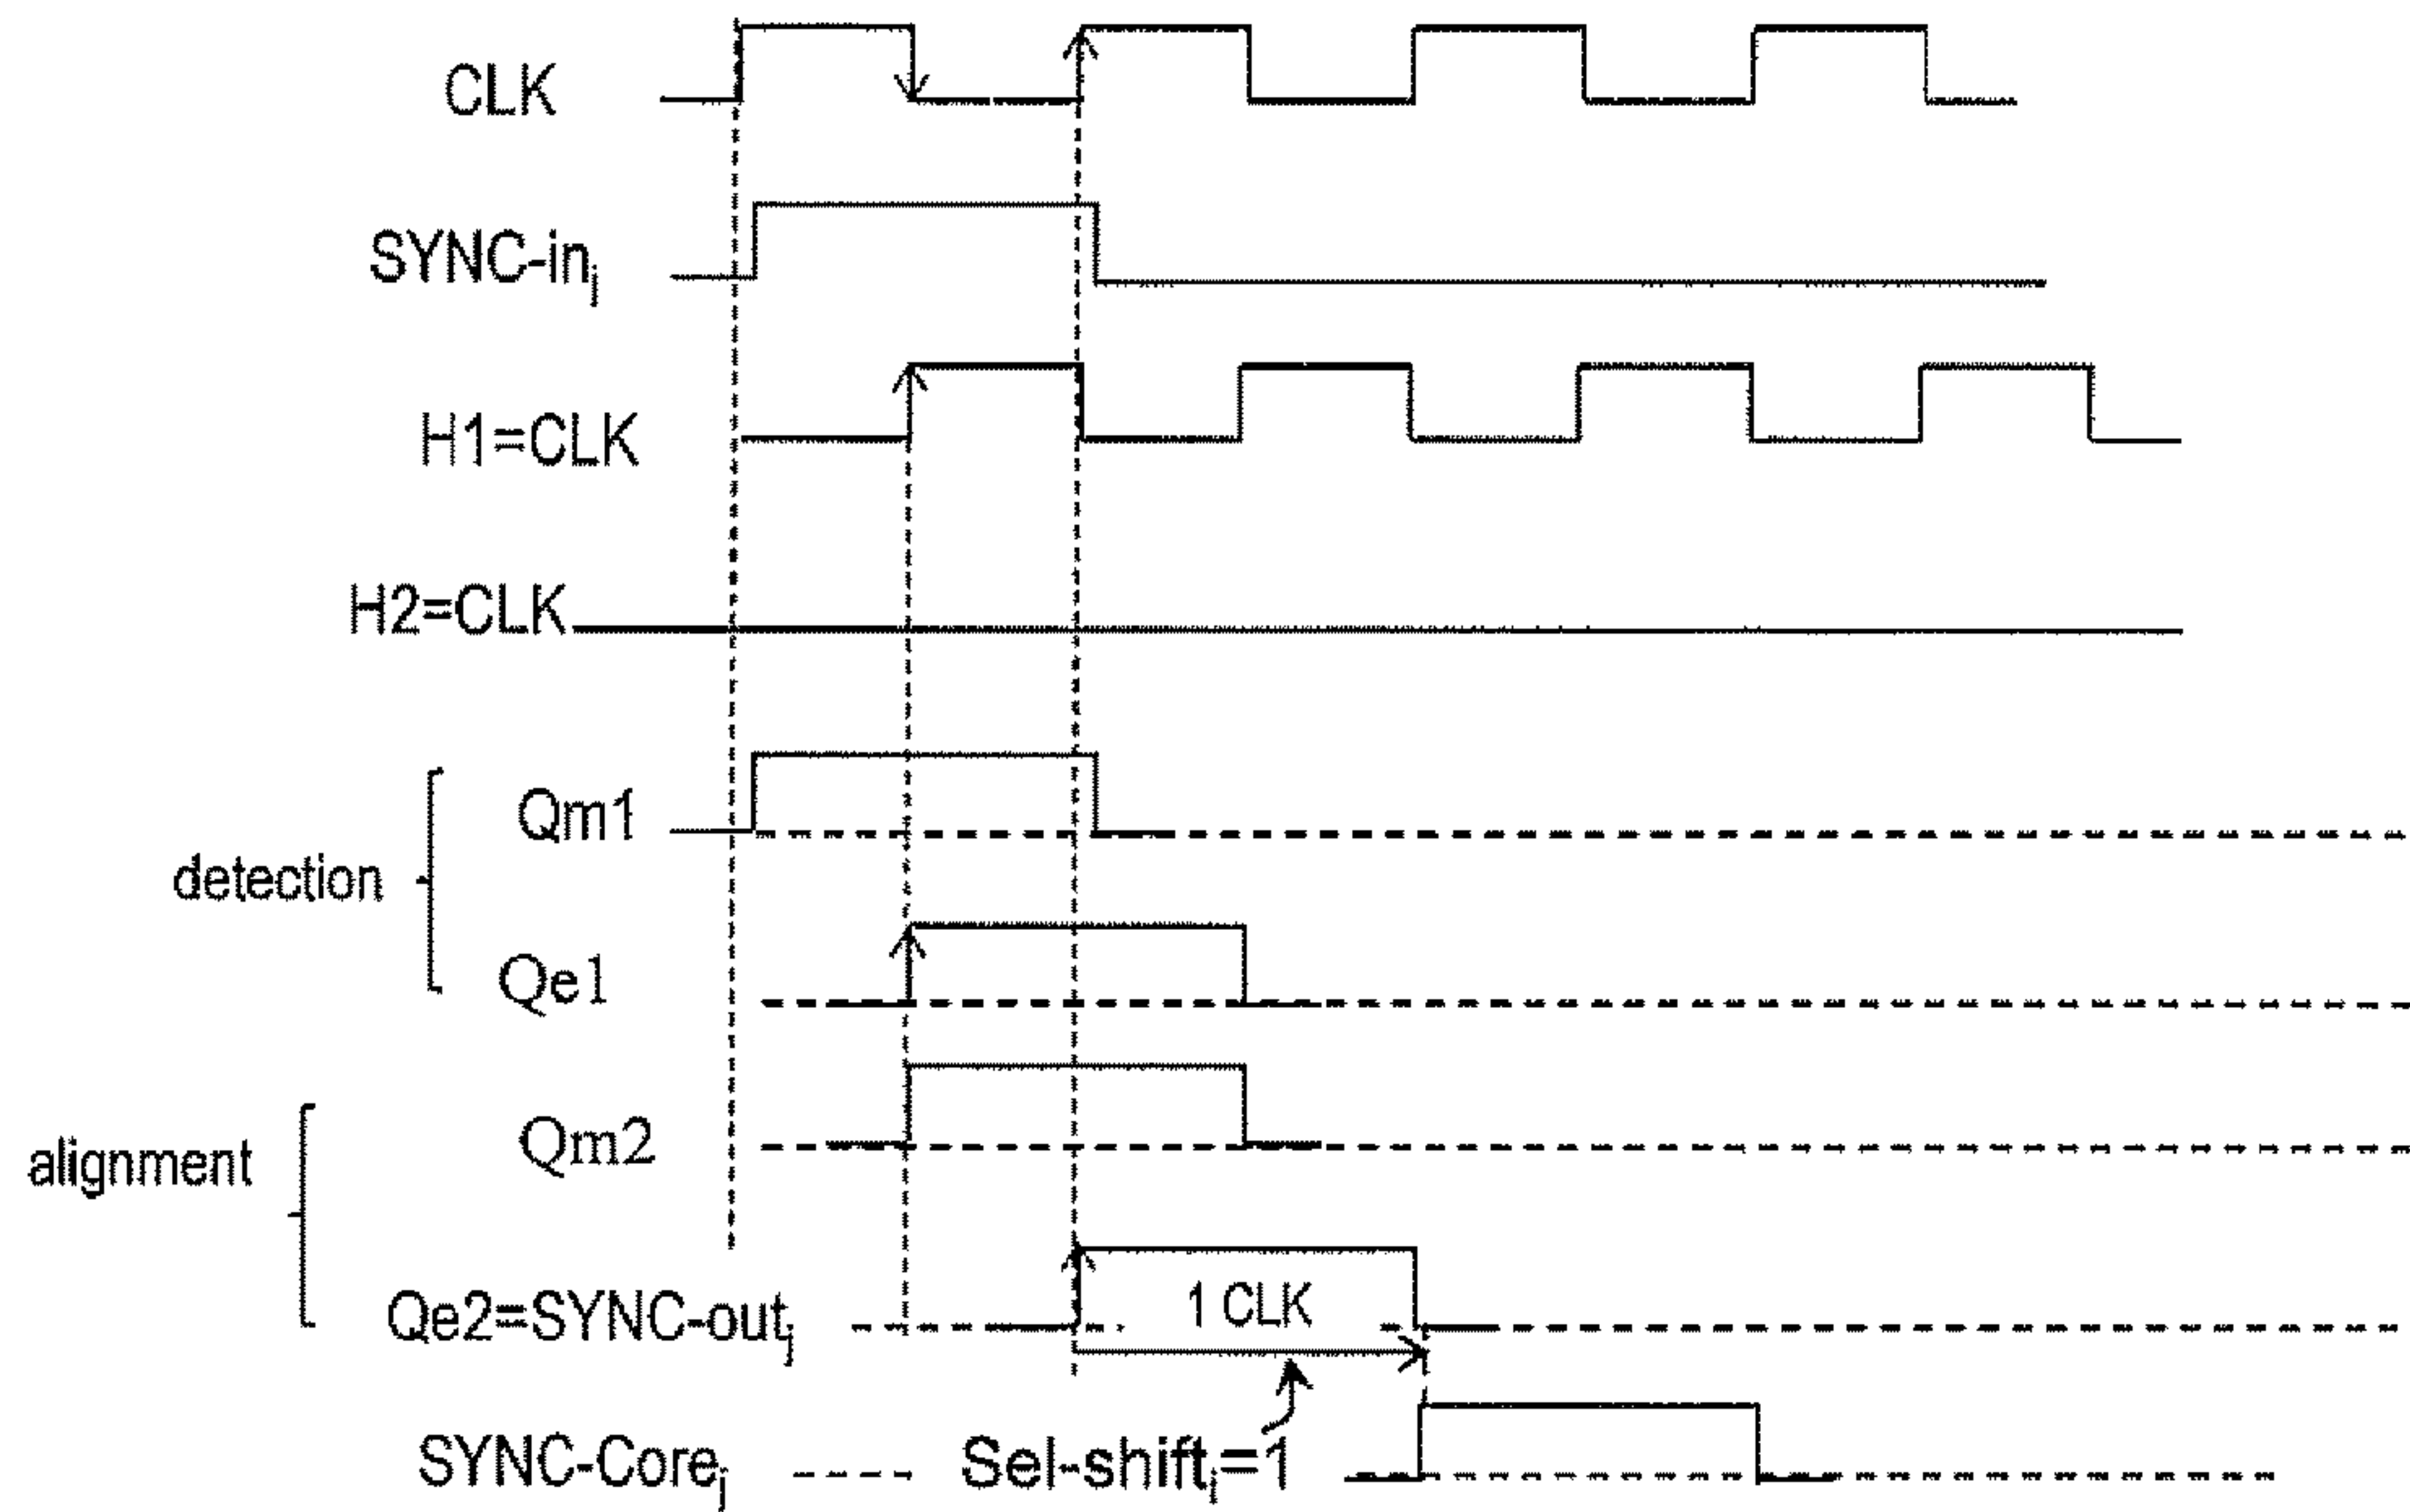 CLK
SYNC-inj
H1=CLK
H2=CLK
Qm1
detection
Qe1
Qm2
alignment
1 CLK
Qe2=SYNC-outj
SYNC-Corej
Sel-shiftj=1